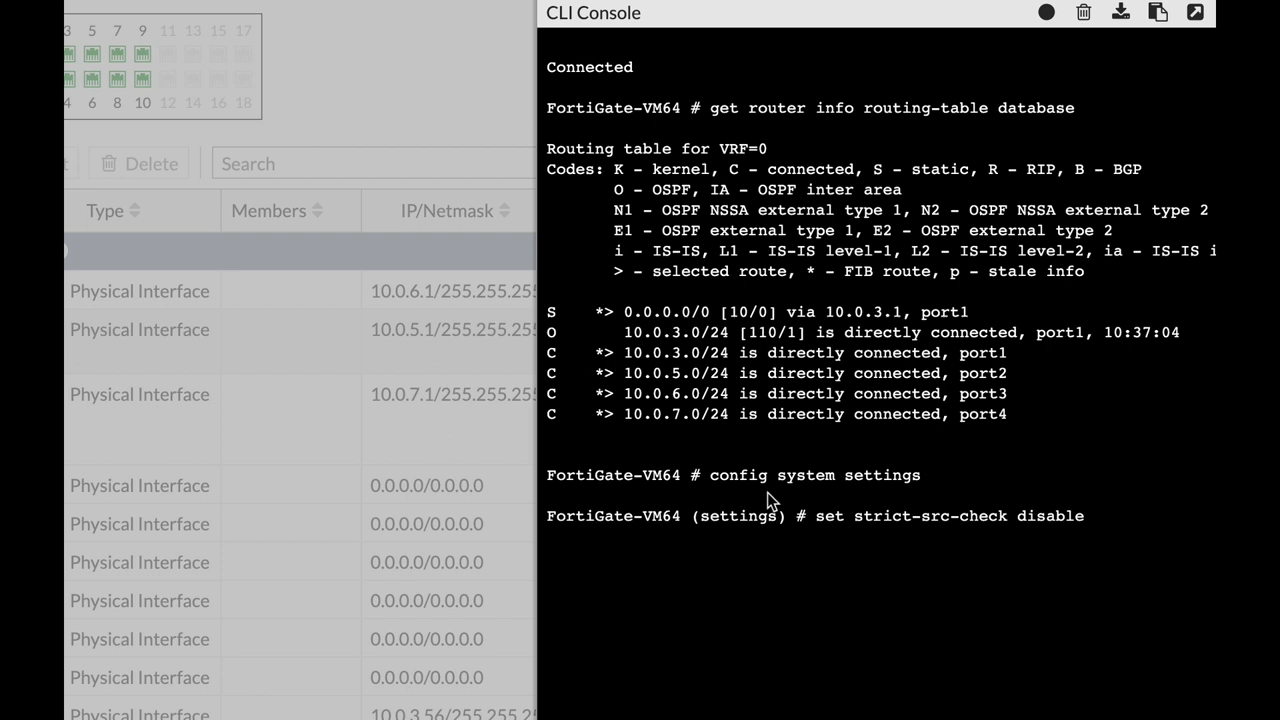 3 5 7 9 11 13 15 17
4 6 8 10 12 14 16 18
Delete
Search
Type Members IP/Netmask
Physical Interface 10.0.6.1/255.255.255
Physical Interface 10.0.5.1/255.255.255
Physical Interface 10.0.7.1/255.255.255
Physical Interface 0.0.0.0/0.0.0.0
Physical Interface 0.0.0.0/0.0.0.0
Physical Interface 0.0.0.0/0.0.0.0
Physical Interface 0.0.0.0/0.0.0.0
Physical Interface 0.0.0.0/0.0.0.0
Physical Interface 0.0.0.0/0.0.0.0
Physical Interface 10.0.3.56/255.255.25
CLI Console
Connected
FortiGate-VM64 # get router info routing-table database
Routing table for VRF=0
Codes: K - kernel, C - connected, S - static, R - RIP, B - BGP
O - OSPF, IA - OSPF inter area
N1 - OSPF NSSA external type 1, N2 - OSPF NSSA external type 2
E1 - OSPF external type 1, E2 - OSPF external type 2
i - IS-IS, L1 - IS-IS level-1, L2 - IS-IS level-2, ia - IS-IS i
> - selected route, * - FIB route, p - stale info
S *> 0.0.0.0/0 [10/0] via 10.0.3.1, port1
O 10.0.3.0/24 [110/1] is directly connected, port1, 10:37:04
C *> 10.0.3.0/24 is directly connected, port1
C *> 10.0.5.0/24 is directly connected, port2
C *> 10.0.6.0/24 is directly connected, port3
C *> 10.0.7.0/24 is directly connected, port4
FortiGate-VM64 # config system settings
FortiGate-VM64 (settings) # set strict-src-check disable